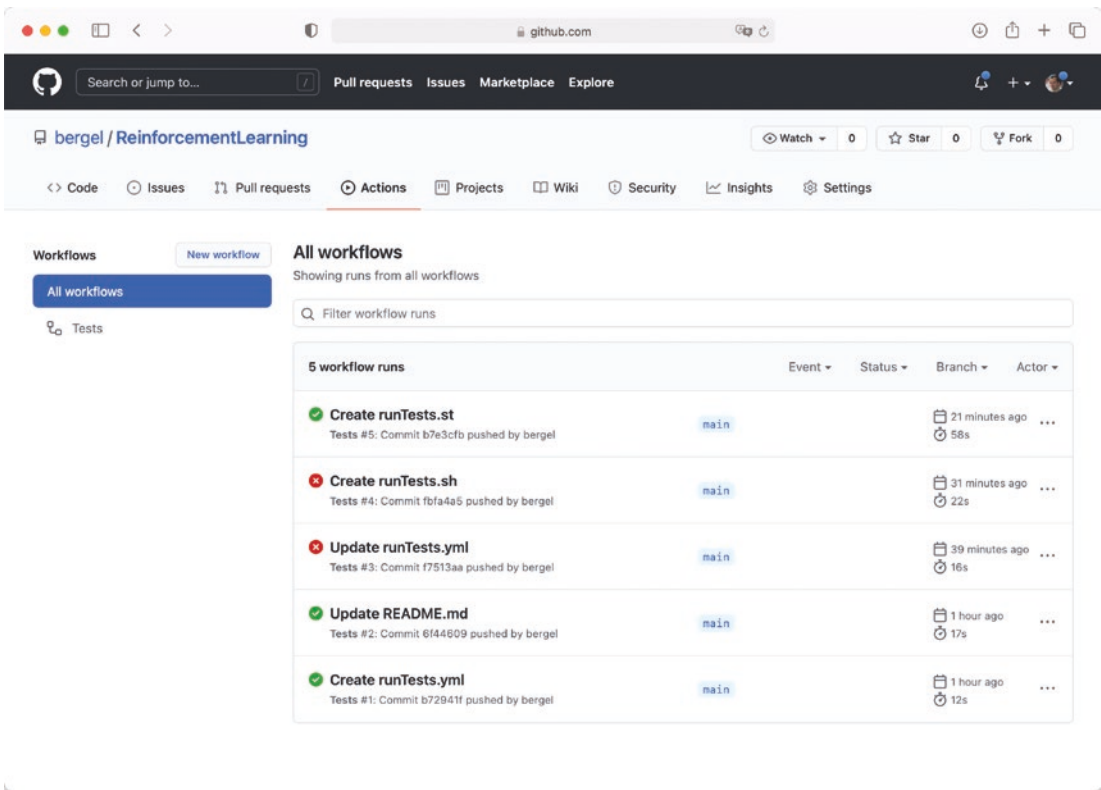 github.com
Search or jump to... /
Pull requests Issues Marketplace Explore
bergel / ReinforcementLearning
Watch 0 Star 0 Fork 0
<> Code Issues Pull requests Actions Projects Wiki Security Insights Settings
Workflows New workflow
All workflows
Tests
All workflows
Showing runs from all workflows
Filter workflow runs
5 workflow runs Event Status Branch Actor
Create runTests.st
Tests #5: Commit b7e3cfb pushed by bergel
main
21 minutes ago
58s
Create runTests.sh
Tests #4: Commit fbfa4a5 pushed by bergel
main
31 minutes ago
22s
Update runTests.yml
Tests #3: Commit f7513aa pushed by bergel
main
39 minutes ago
16s
Update README.md
Tests #2: Commit 6f44609 pushed by bergel
main
1 hour ago
17s
Create runTests.yml
Tests #1: Commit b72941f pushed by bergel
main
1 hour ago
12s